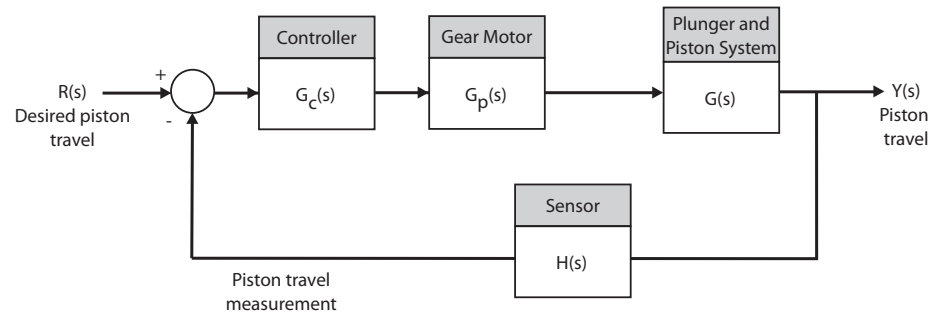 Controller
Gear Motor
Plunger and
Piston System
+
R(s)
Desired piston
travel
-
G_c(s)
G_p(s)
G(s)
Y(s)
Piston
travel
Sensor
H(s)
Piston travel
measurement